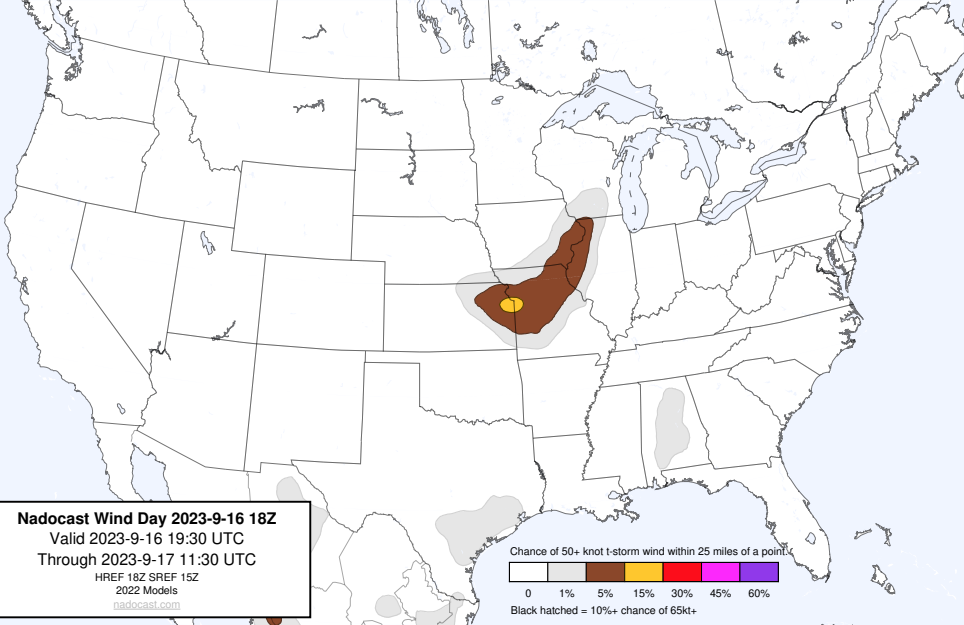 Nadocast Wind Day 2023-9-16 18Z
Valid 2023-9-16 19:30 UTC
Through 2023-9-17 11:30 UTC
HREF 18Z SREF 15Z
2022 Models
nadocast.com
Chance of 50+ knot t-storm wind within 25 miles of a point.
0 1% 5% 15% 30% 45% 60%
Black hatched = 10%+ chance of 65kt+